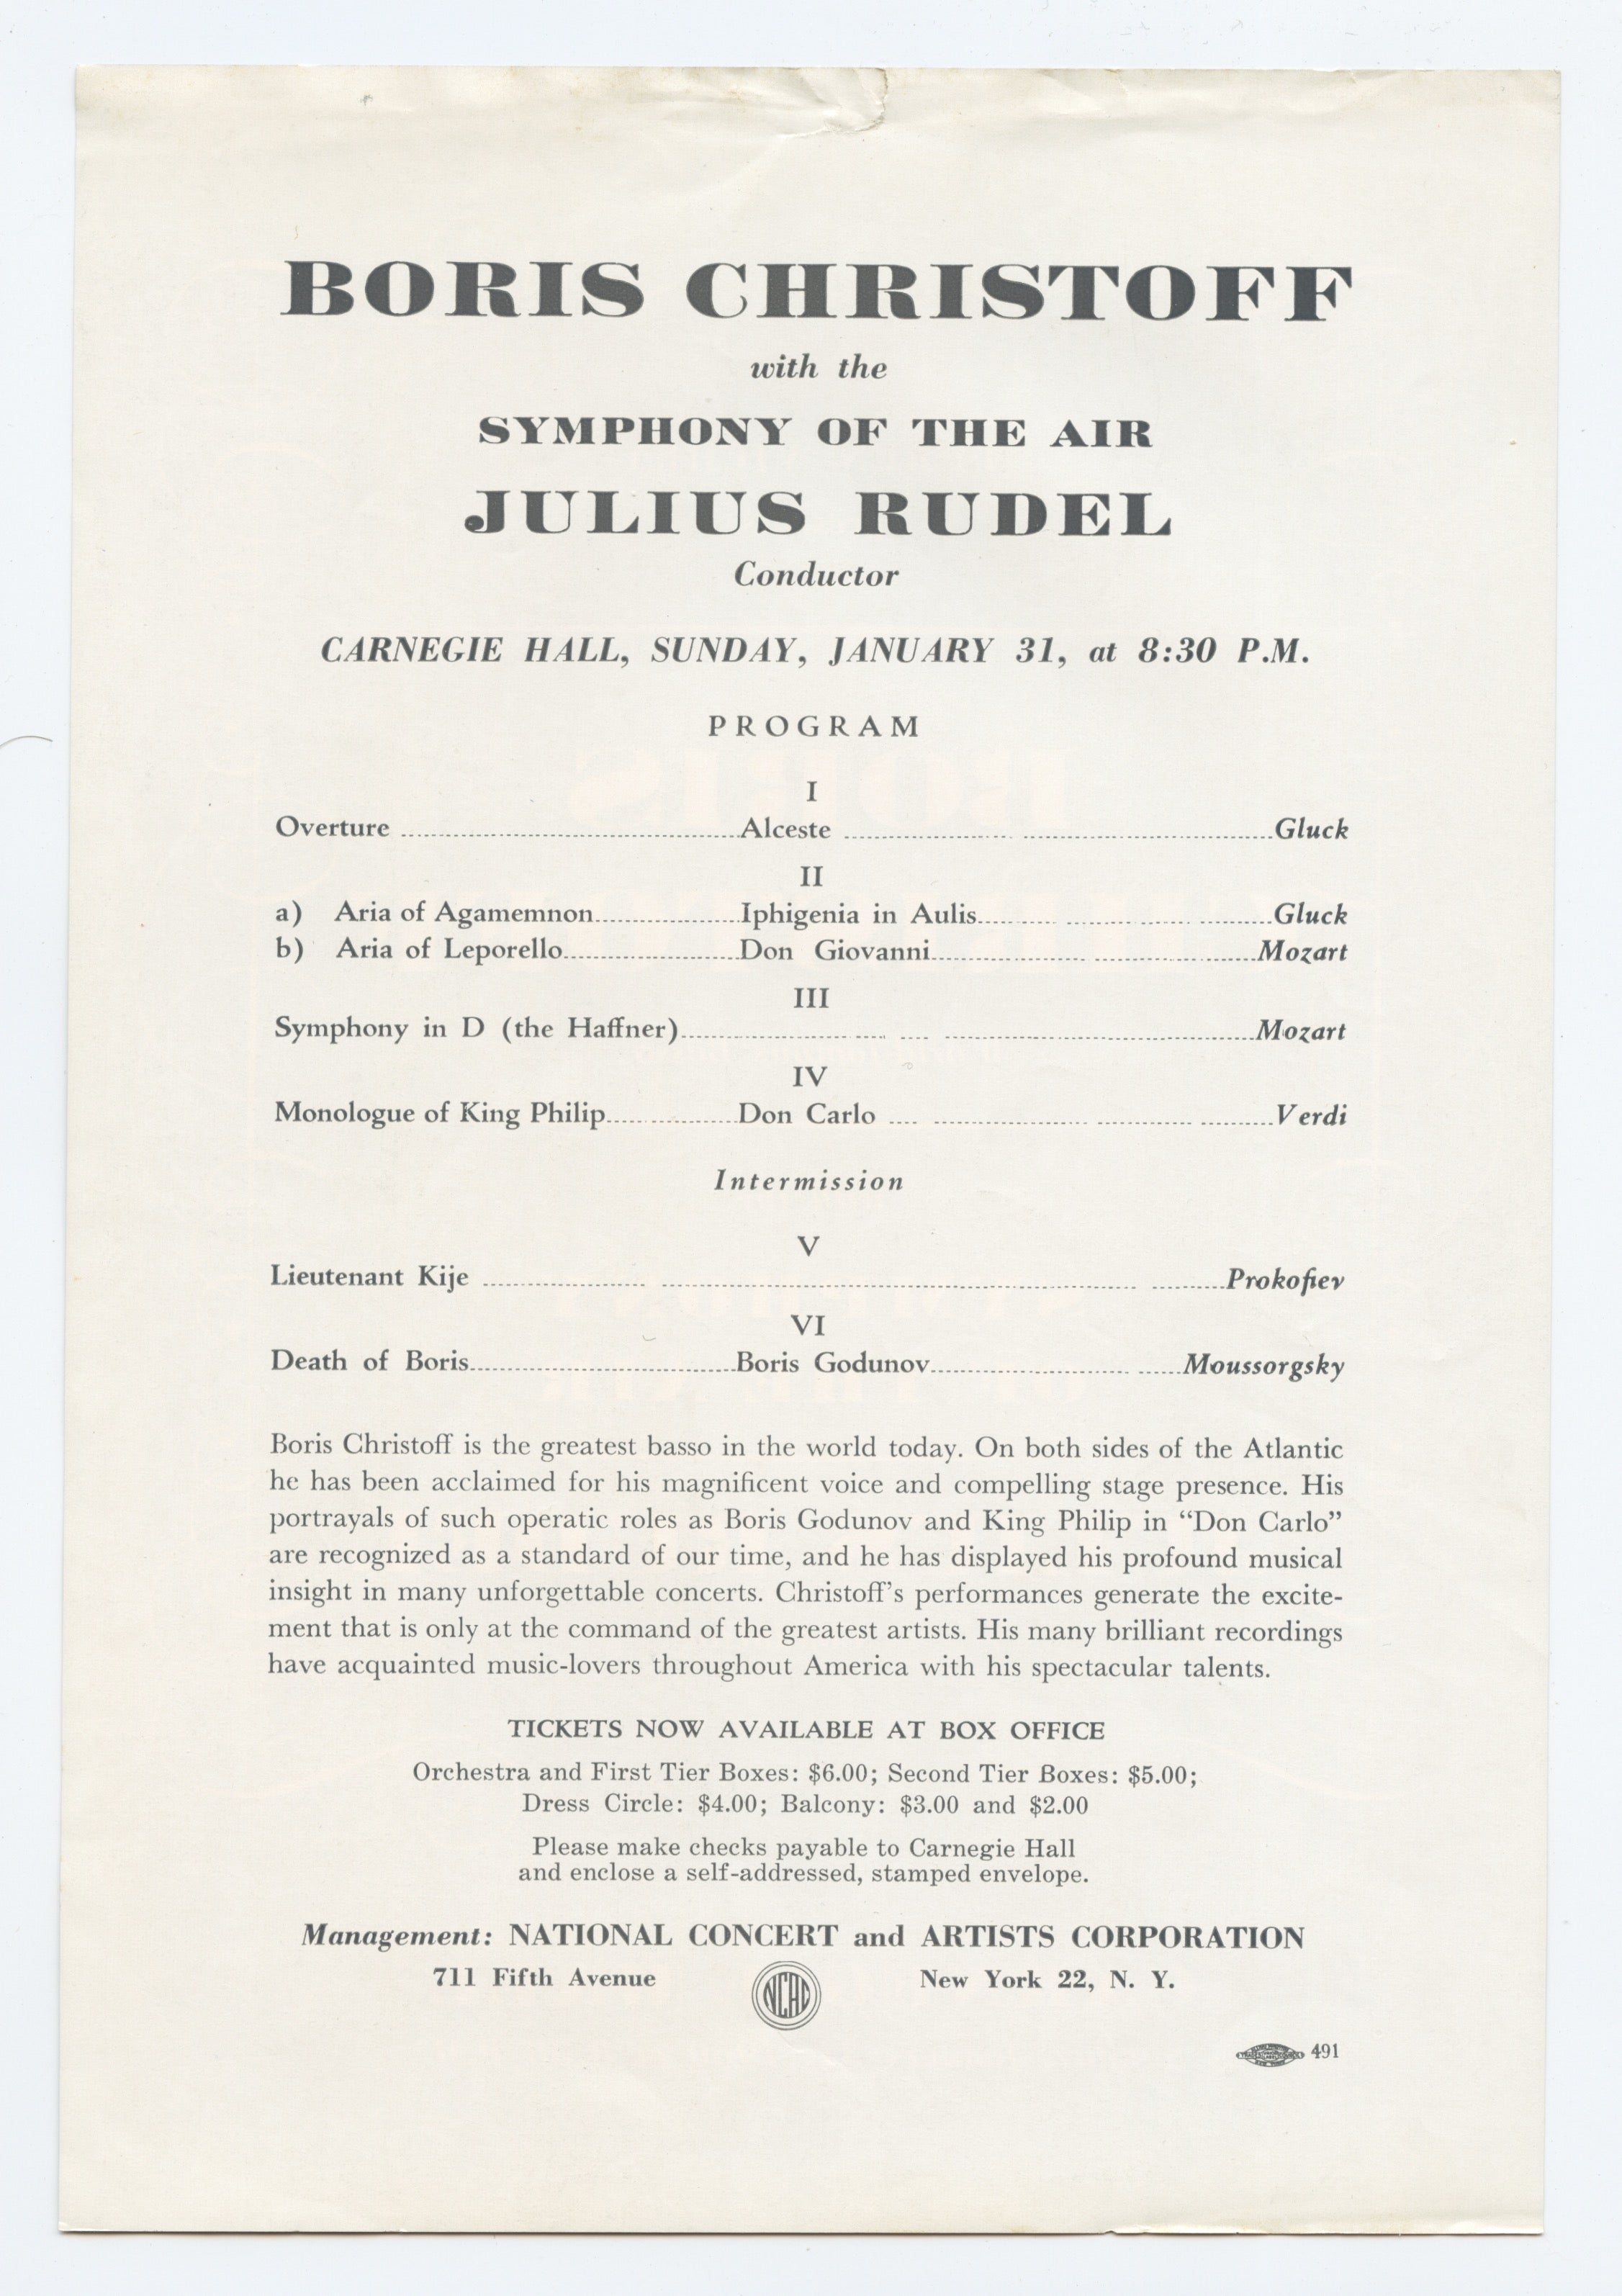 BORIS CHRISTOFF
with the
SYMPHONY OF THE AIR
JULIUS RUDEL
Conductor
CARNEGIE HALL, SUNDAY, JANUARY 31, at 8:30 P.M.
PROGRAM
I
Overture ........ Alceste ........ Gluck
II
a) Aria of Agamemnon ........ Iphigenia in Aulis ........ Gluck
b) Aria of Leporello ........ Don Giovanni ........ Mozart
III
Symphony in D (the Haffner) ........ Mozart
IV
Monologue of King Philip ........ Don Carlo ........ Verdi
Intermission
V
Lieutenant Kije ........ Prokofiev
VI
Death of Boris ........ Boris Godunov ........ Moussorgsky
Boris Christoff is the greatest basso in the world today. On both sides of the Atlantic
he has been acclaimed for his magnificent voice and compelling stage presence. His
portrayals of such operatic roles as Boris Godunov and King Philip in “Don Carlo”
are recognized as a standard of our time, and he has displayed his profound musical
insight in many unforgettable concerts. Christoff’s performances generate the excite-
ment that is only at the command of the greatest artists. His many brilliant recordings
have acquainted music-lovers throughout America with his spectacular talents.
TICKETS NOW AVAILABLE AT BOX OFFICE
Orchestra and First Tier Boxes: $6.00; Second Tier Boxes: $5.00;
Dress Circle: $4.00; Balcony: $3.00 and $2.00
Please make checks payable to Carnegie Hall
and enclose a self-addressed, stamped envelope.
Management: NATIONAL CONCERT and ARTISTS CORPORATION
711 Fifth Avenue NCAC New York 22, N. Y.
491